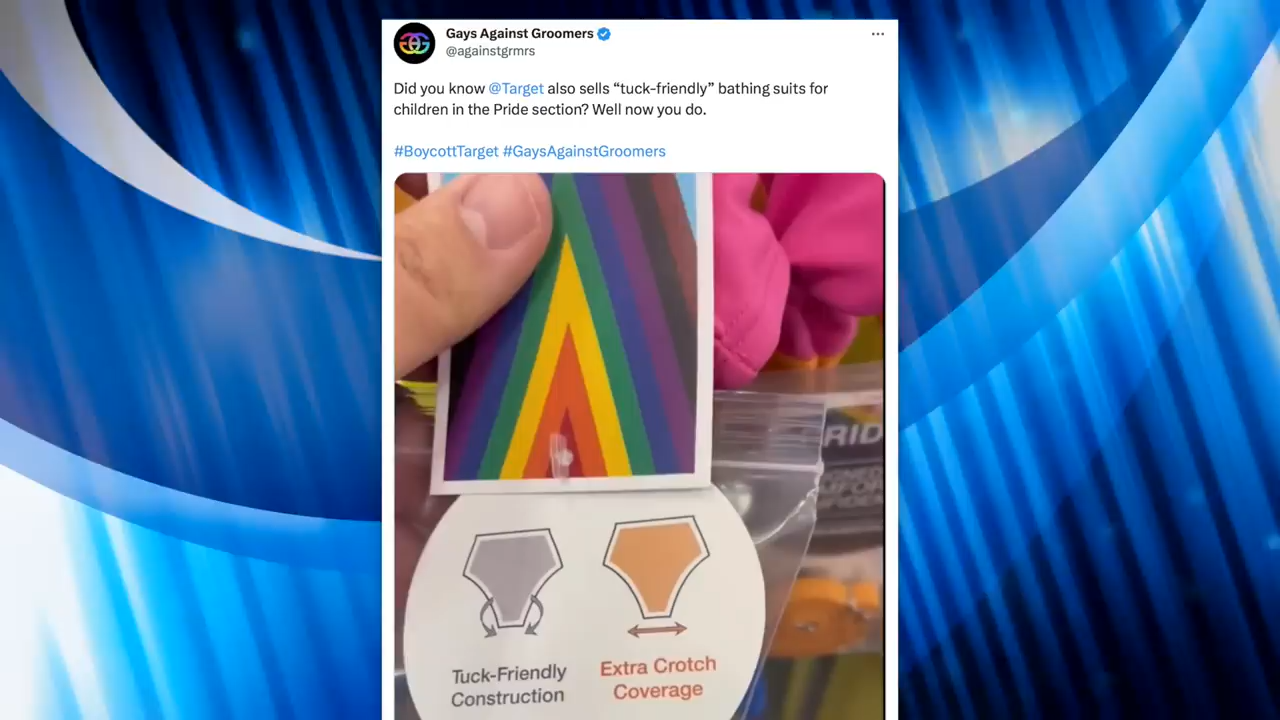 Gays Against Groomers
@againstgrmrs
Did you know @Target also sells “tuck-friendly” bathing suits for
children in the Pride section? Well now you do.
#BoycottTarget #GaysAgainstGroomers
RID
Tuck-Friendly
Construction
Extra Crotch
Coverage